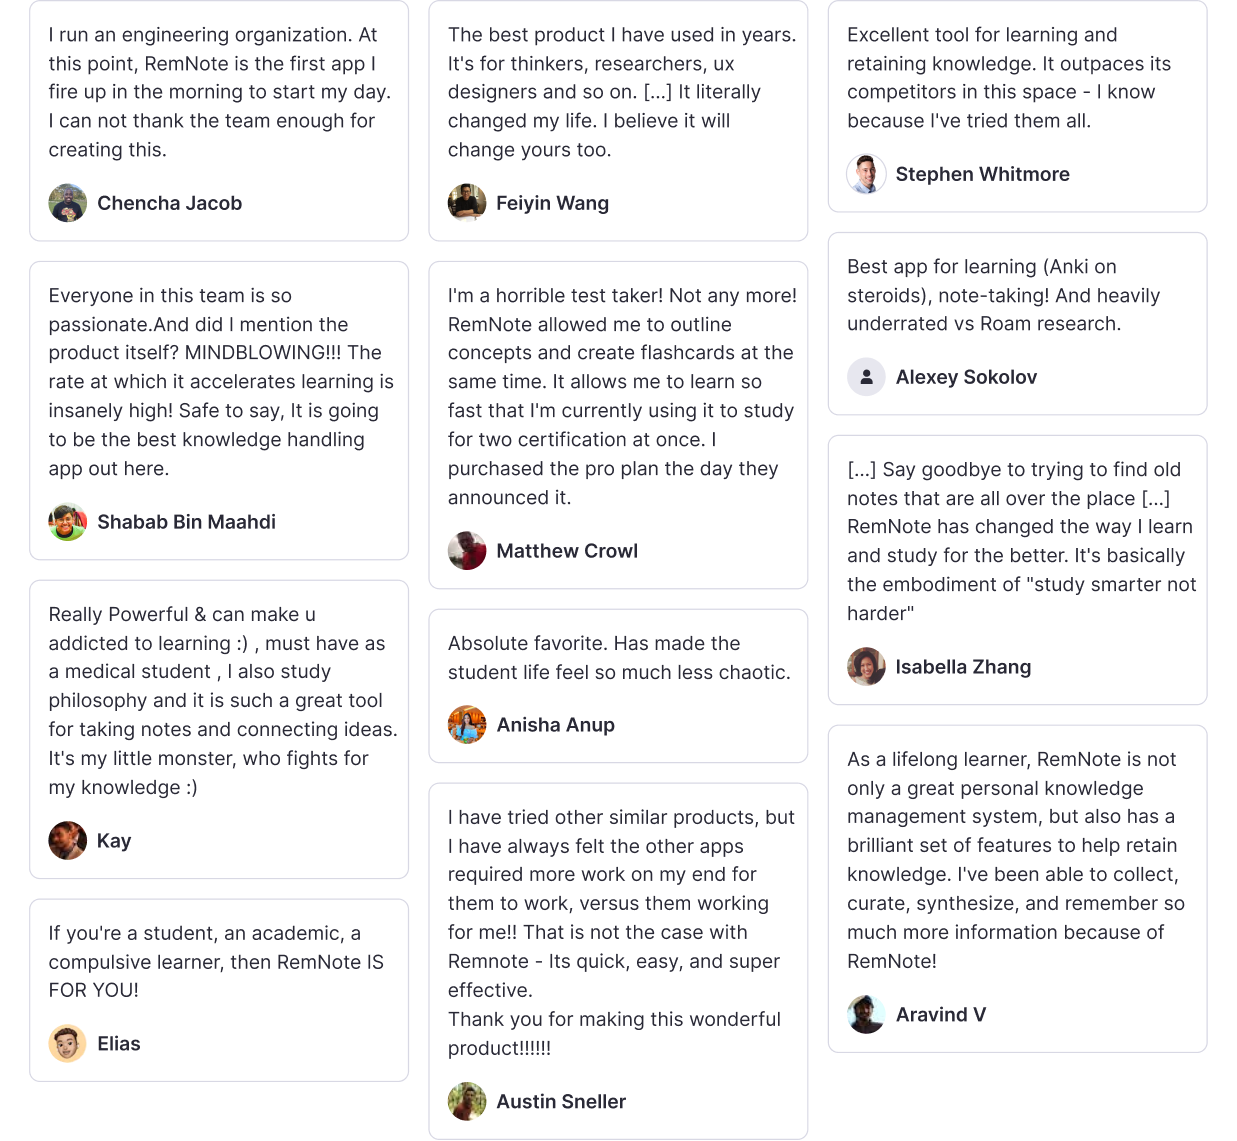 I run an engineering organization. At
this point, RemNote is the first app I
fire up in the morning to start my day.
I can not thank the team enough for
creating this.
Chencha Jacob
Everyone in this team is so
passionate.And did I mention the
product itself? MINDBLOWING!!! The
rate at which it accelerates learning is
insanely high! Safe to say, It is going
to be the best knowledge handling
app out here.
Shabab Bin Maahdi
Really Powerful & can make u
addicted to learning :) , must have as
a medical student , I also study
philosophy and it is such a great tool
for taking notes and connecting ideas.
It's my little monster, who fights for
my knowledge :)
Kay
If you're a student, an academic, a
compulsive learner, then RemNote IS
FOR YOU!
Elias
The best product I have used in years.
It's for thinkers, researchers, ux
designers and so on. [...] It literally
changed my life. I believe it will
change yours too.
Feiyin Wang
I'm a horrible test taker! Not any more!
RemNote allowed me to outline
concepts and create flashcards at the
same time. It allows me to learn so
fast that I'm currently using it to study
for two certification at once. I
purchased the pro plan the day they
announced it.
Matthew Crowl
Absolute favorite. Has made the
student life feel so much less chaotic.
Anisha Anup
I have tried other similar products, but
I have always felt the other apps
required more work on my end for
them to work, versus them working
for me!! That is not the case with
Remnote - Its quick, easy, and super
effective.
Thank you for making this wonderful
product!!!!!!
Austin Sneller
Excellent tool for learning and
retaining knowledge. It outpaces its
competitors in this space - I know
because I've tried them all.
Stephen Whitmore
Best app for learning (Anki on
steroids), note-taking! And heavily
underrated vs Roam research.
Alexey Sokolov
[...] Say goodbye to trying to find old
notes that are all over the place [...]
RemNote has changed the way I learn
and study for the better. It's basically
the embodiment of "study smarter not
harder"
Isabella Zhang
As a lifelong learner, RemNote is not
only a great personal knowledge
management system, but also has a
brilliant set of features to help retain
knowledge. I've been able to collect,
curate, synthesize, and remember so
much more information because of
RemNote!
Aravind V